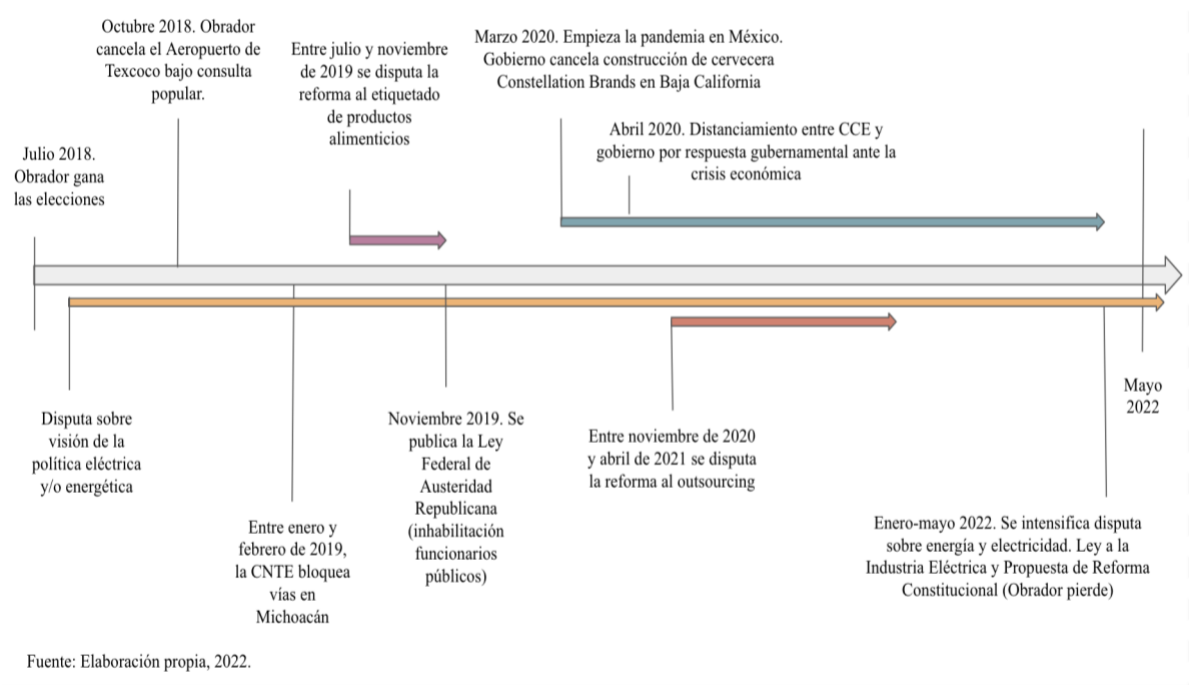 Octubre 2018. Obrador
cancela el Aeropuerto de
Texcoco bajo consulta
popular.
Entre julio y noviembre
de 2019 se disputa la
reforma al etiquetado
de productos
alimenticios
Marzo 2020. Empieza la pandemia en México.
Gobierno cancela construcción de cervecera
Constellation Brands en Baja California
Abril 2020. Distanciamiento entre CCE y
gobierno por respuesta gubernamental ante la
crisis económica
Julio 2018.
Obrador gana
las elecciones
Disputa sobre
visión de la
política eléctrica
y/o energética
Entre enero y
febrero de 2019,
la CNTE bloquea
vías en
Michoacán
Noviembre 2019. Se
publica la Ley
Federal de
Austeridad
Republicana
(inhabilitación
funcionarios
públicos)
Entre noviembre de 2020
y abril de 2021 se disputa
la reforma al outsourcing
Mayo
2022
Enero-mayo 2022. Se intensifica disputa
sobre energía y electricidad. Ley a la
Industria Eléctrica y Propuesta de Reforma
Constitucional (Obrador pierde)
Fuente: Elaboración propia, 2022.